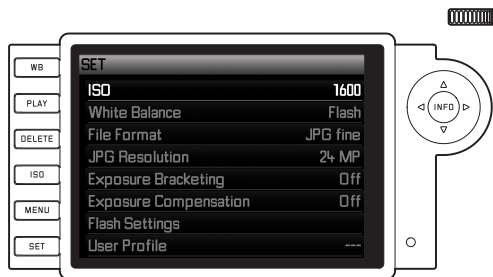 WB
PLAY
DELETE
ISO
MENU
SET
SET
ISO 1600
White Balance Flash
File Format JPG fine
JPG Resolution 24 MP
Exposure Bracketing Off
Exposure Compensation Off
Flash Settings
User Profile ---
INFO